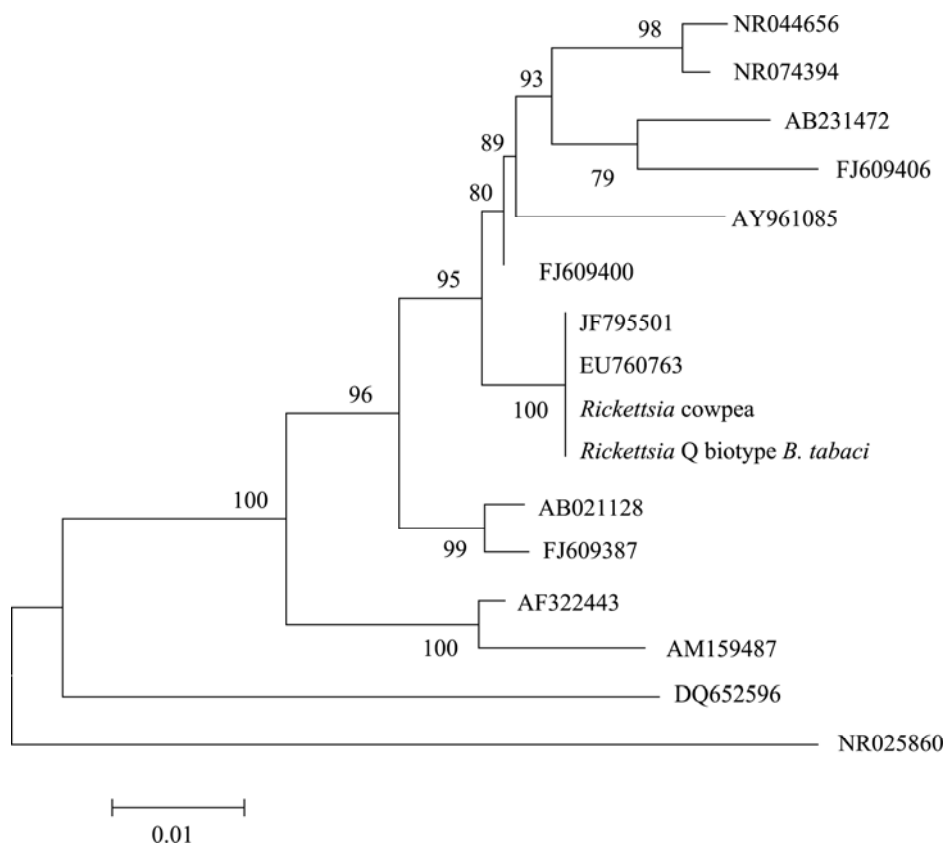 98
NR044656
NR074394
93
AB231472
89
79
FJ609406
80
AY961085
95
FJ609400
JF795501
EU760763
96
100
Rickettsia cowpea
Rickettsia Q biotype B. tabaci
100
AB021128
99
FJ609387
AF322443
100
AM159487
DQ652596
NR025860
0.01